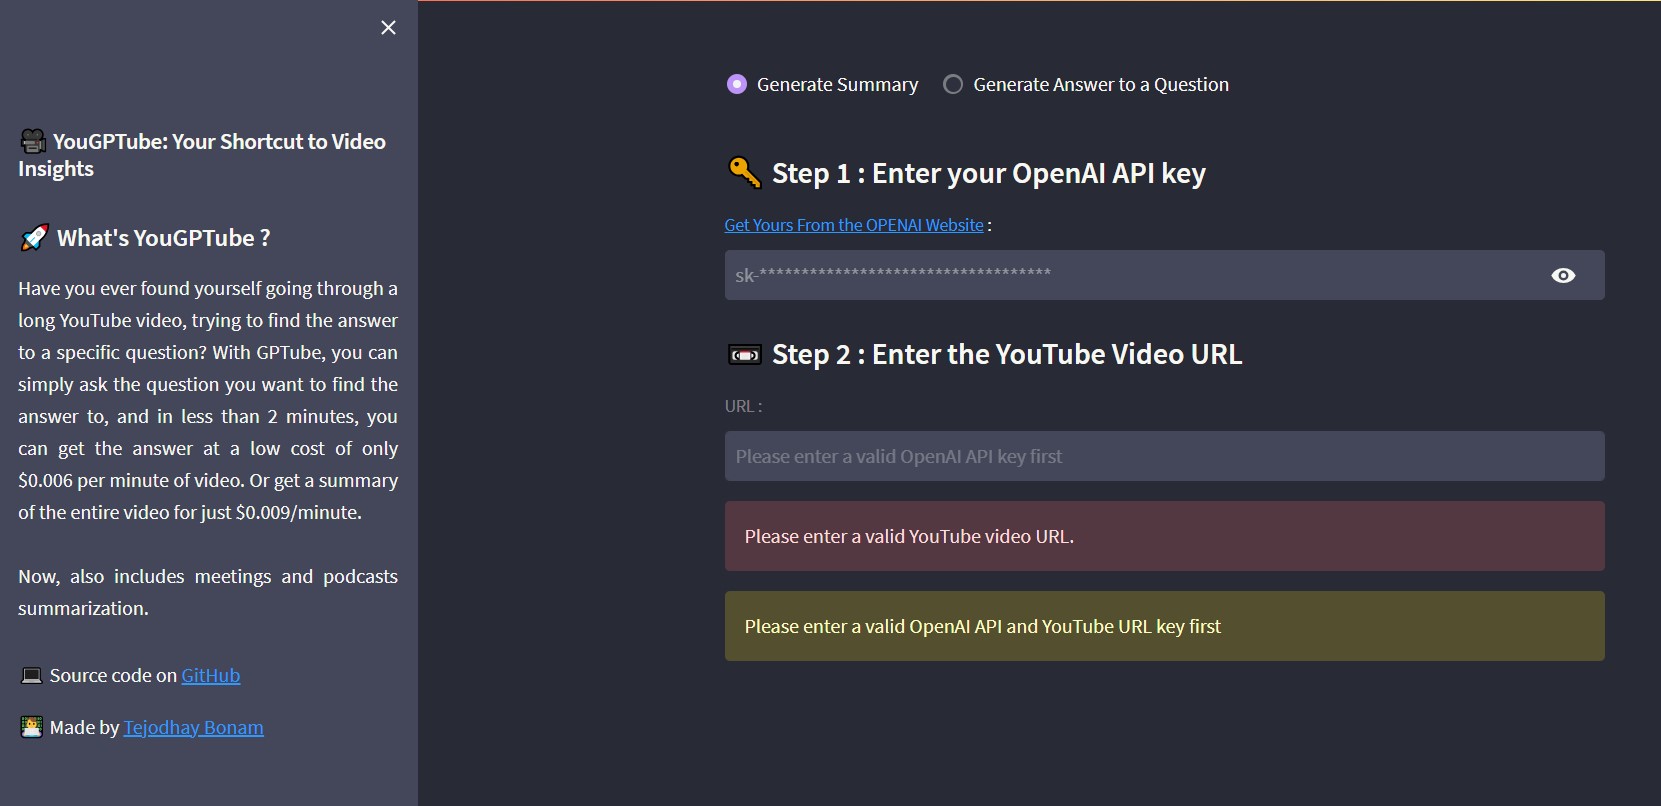 YouGPTube: Your Shortcut to Video
Insights
What's YouGPTube ?
Have you ever found yourself going through a
long YouTube video, trying to find the answer
to a specific question? With GPTube, you can
simply ask the question you want to find the
answer to, and in less than 2 minutes, you
can get the answer at a low cost of only
$0.006 per minute of video. Or get a summary
of the entire video for just $0.009/minute.
Now, also includes meetings and podcasts
summarization.
Source code on GitHub
Made by Tejodhay Bonam
Generate Summary
Generate Answer to a Question
Step 1 : Enter your OpenAI API key
Get Yours From the OPENAI Website :
sk-***********************************
Step 2 : Enter the YouTube Video URL
URL :
Please enter a valid OpenAI API key first
Please enter a valid YouTube video URL.
Please enter a valid OpenAI API and YouTube URL key first